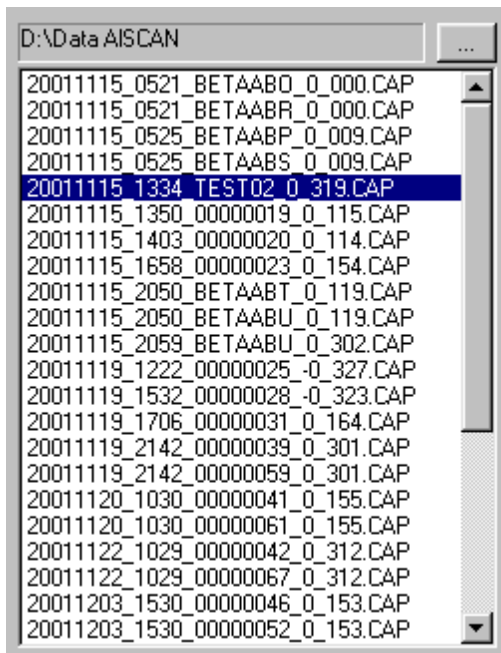 D:\Data AISCAN
...
20011115_0521_BETAABO_0_000.CAP
20011115_0521_BETAABR_0_000.CAP
20011115_0525_BETAABP_0_009.CAP
20011115_0525_BETAABS_0_009.CAP
20011115_1334_TEST02_0_319.CAP
20011115_1350_00000019_0_115.CAP
20011115_1403_00000020_0_114.CAP
20011115_1658_00000023_0_154.CAP
20011115_2050_BETAABT_0_119.CAP
20011115_2050_BETAABU_0_119.CAP
20011115_2059_BETAABU_0_302.CAP
20011119_1222_00000025_-0_327.CAP
20011119_1532_00000028_-0_323.CAP
20011119_1706_00000031_0_164.CAP
20011119_2142_00000039_0_301.CAP
20011119_2142_00000059_0_301.CAP
20011120_1030_00000041_0_155.CAP
20011120_1030_00000061_0_155.CAP
20011122_1029_00000042_0_312.CAP
20011122_1029_00000067_0_312.CAP
20011203_1530_00000046_0_153.CAP
20011203_1530_00000052_0_153.CAP